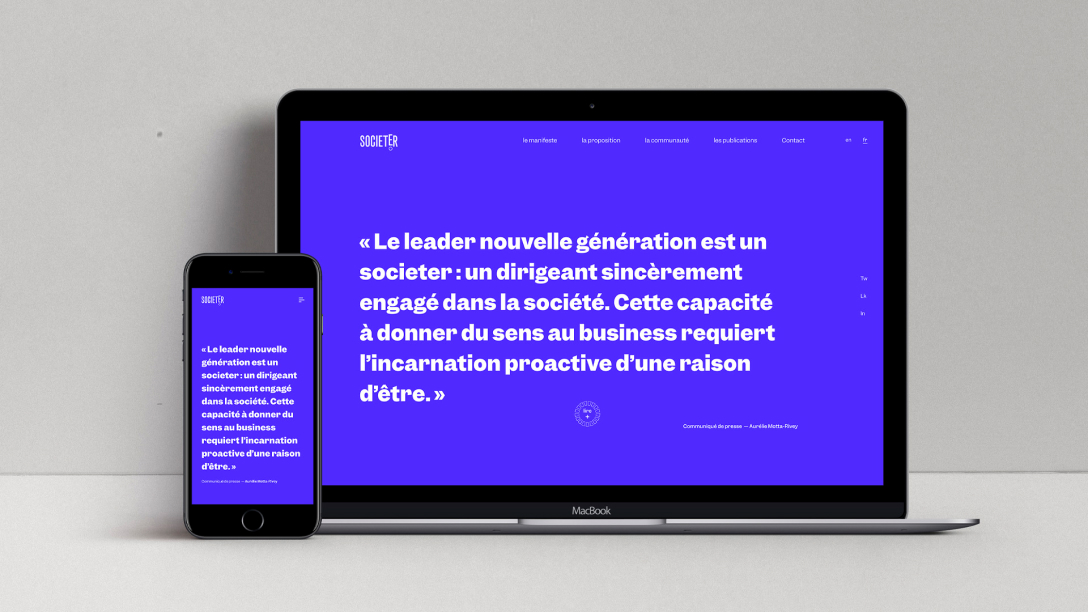 SOCIETER
le manifeste la proposition la communauté les publications Contact en fr
« Le leader nouvelle génération est un
societer : un dirigeant sincèrement
engagé dans la société. Cette capacité
à donner du sens au business requiert
l’incarnation proactive d’une raison
d’être. »
Tw
Lk
In
lire
+
Communiqué de presse — Aurélie Motta-Rivey
MacBook
SOCIETER
« Le leader nouvelle
génération est un
societer : un dirigeant
sincèrement engagé
dans la société. Cette
capacité à donner du
sens au business
requiert l’incarnation
proactive d’une raison
d’être. »
Communiqué de presse — Aurélie Motta-Rivey